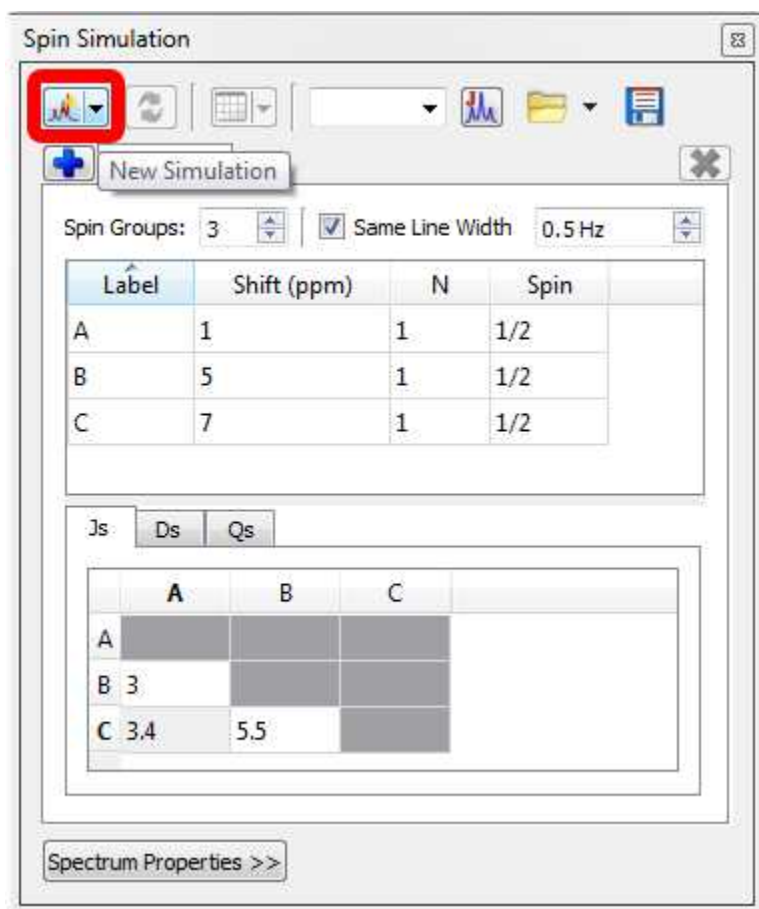 Spin Simulation
New Simulation
Spin Groups: 3 Same Line Width 0.5 Hz
Label Shift (ppm) N Spin
A 1 1 1/2
B 5 1 1/2
C 7 1 1/2
Js Ds Qs
A B C
A
B 3
C 3.4 5.5
Spectrum Properties >>